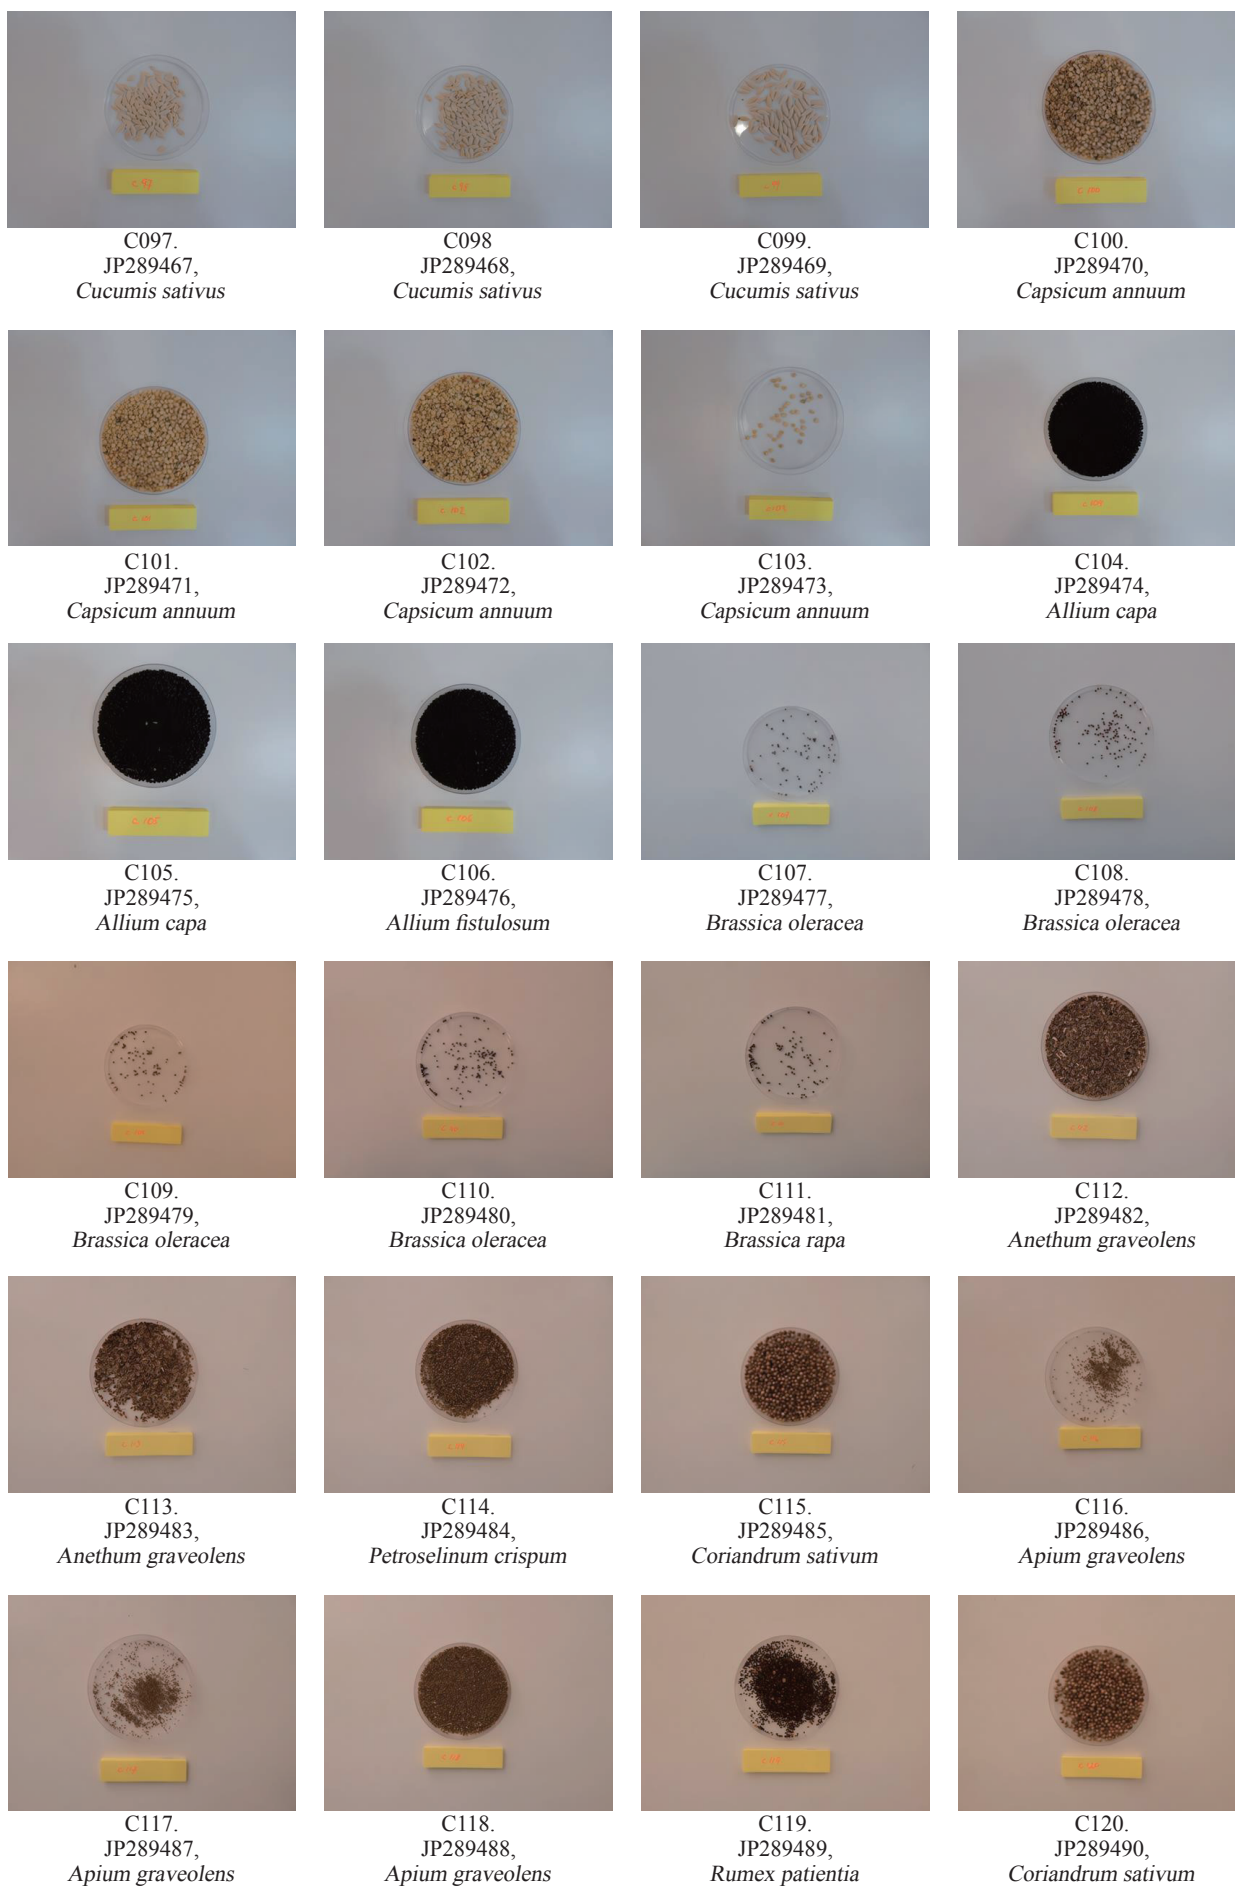 C097.
JP289467,
Cucumis sativus
C098
JP289468,
Cucumis sativus
C099.
JP289469,
Cucumis sativus
C100.
JP289470,
Capsicum annuum
C101.
JP289471,
Capsicum annuum
C102.
JP289472,
Capsicum annuum
C103.
JP289473,
Capsicum annuum
C104.
JP289474,
Allium capa
c.105
C105.
JP289475,
Allium capa
c.106
C106.
JP289476,
Allium fistulosum
C107.
JP289477,
Brassica oleracea
C108.
JP289478,
Brassica oleracea
C109.
JP289479,
Brassica oleracea
C110.
JP289480,
Brassica oleracea
C111.
JP289481,
Brassica rapa
C112.
JP289482,
Anethum graveolens
C113.
JP289483,
Anethum graveolens
C114.
JP289484,
Petroselinum crispum
C115.
JP289485,
Coriandrum sativum
C116.
JP289486,
Apium graveolens
C117.
JP289487,
Apium graveolens
C118.
JP289488,
Apium graveolens
C119.
JP289489,
Rumex patientia
C120.
JP289490,
Coriandrum sativum